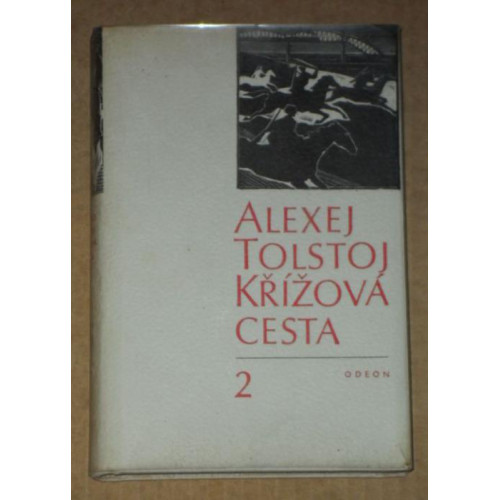 ALEXEJ
TOLSTOJ
KŘÍŽOVÁ
CESTA
2 ODEON